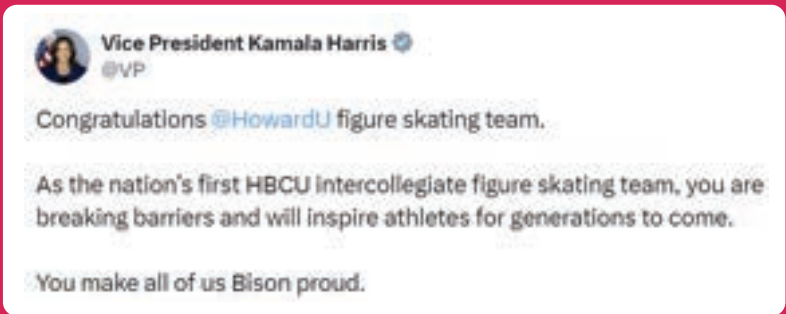 Vice President Kamala Harris
@VP
Congratulations @HowardU figure skating team.
As the nation's first HBCU intercollegiate figure skating team, you are
breaking barriers and will inspire athletes for generations to come.
You make all of us Bison proud.